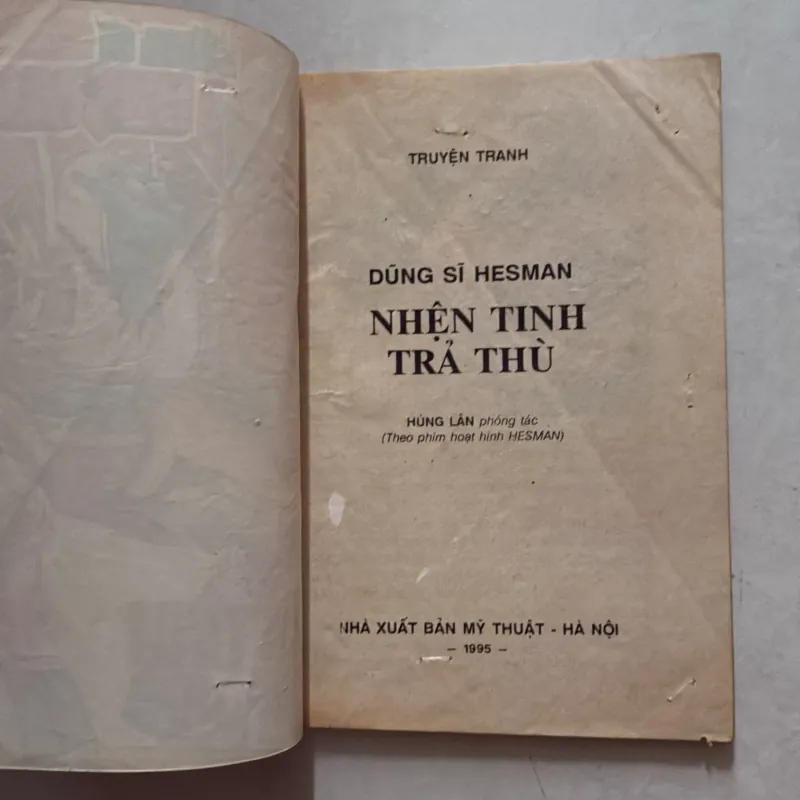 TRUYỆN TRANH
DŨNG SĨ HESMAN
NHỆN TINH
TRẢ THÙ
HÙNG LÂN phóng tác
(Theo phim hoạt hình HESMAN)
NHÀ XUẤT BẢN MỸ THUẬT - HÀ NỘI
– 1995 –